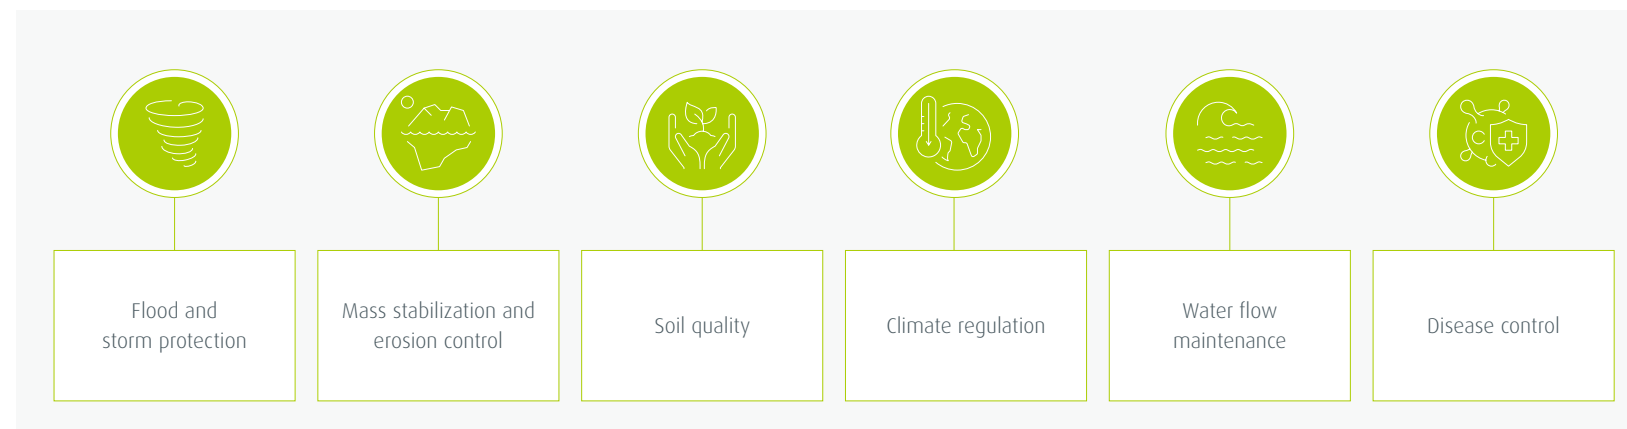 Flood and
storm protection
Mass stabilization and
erosion control
Soil quality
Climate regulation
Water flow
maintenance
Disease control